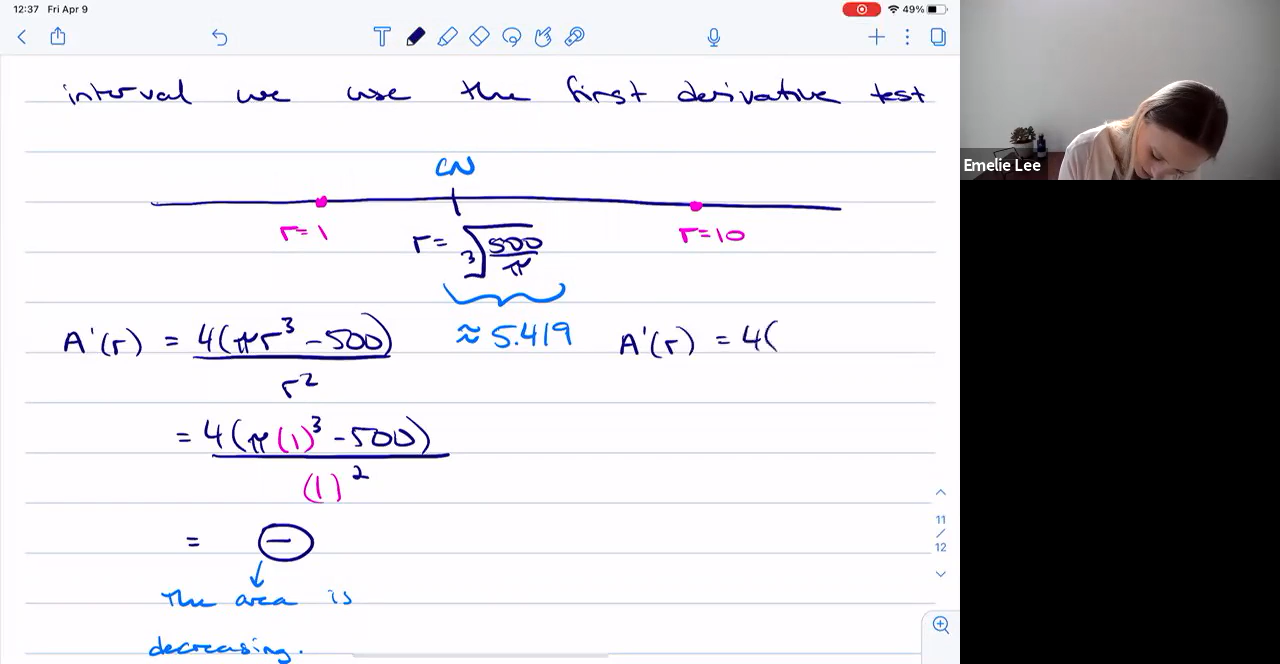 12:37 Fri Apr 9
49%
interval we use the first derivative test
CN
r=1
r= ³√(500/π)
r=10
≈ 5.419
A'(r) = 4(πr³ - 500) / r²
A'(r) = 4(
= 4(π(1)³ - 500) / (1)²
= -
The area is
decreasing.
Emelie Lee
11
/
12
T